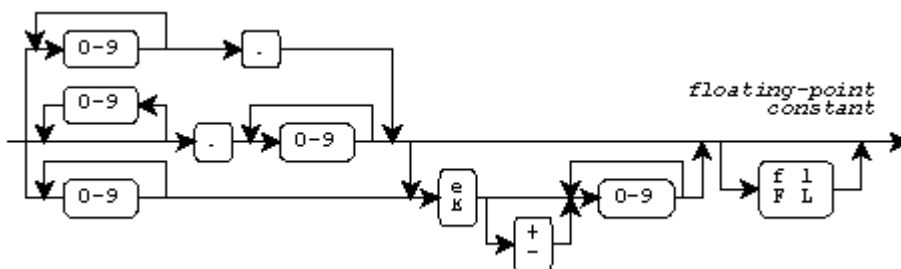 0-9 .
floating-point
constant
0-9
. 0-9
0-9
e
E
0-9
f l
F L
+
-